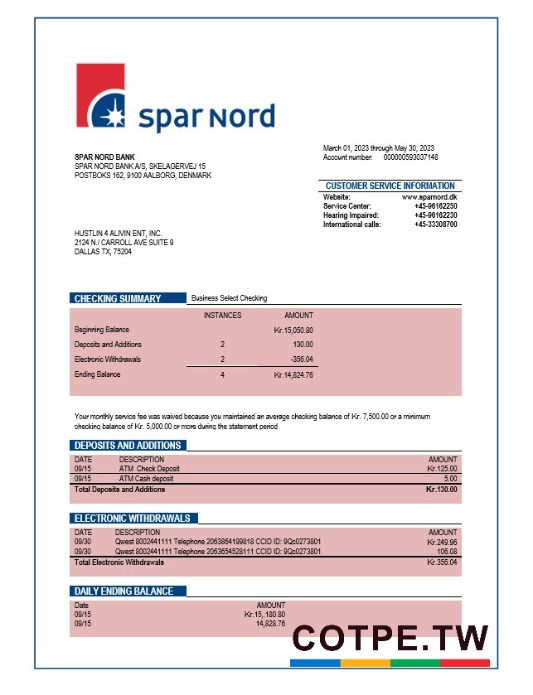 spar nord
SPAR NORD BANK
SPAR NORD BANK A/S, SKELAGERVEJ 15
POSTBOKS 162, 9100 AALBORG, DENMARK
March 01, 2023 through May 30, 2023
Account number: 000000593037148
CUSTOMER SERVICE INFORMATION
Website: www.sparnord.dk
Service Center: +45-96162250
Hearing Impaired: +45-96162230
International calls: +45-33308700
HUSTLIN 4 ALIVIN ENT, INC.
2124 N./ CARROLL AVE SUITE 9
DALLAS TX, 75204
CHECKING SUMMARY Business Select Checking
INSTANCES AMOUNT
Beginning Balance Kr.15,050.80
Deposits and Additions 2 130.00
Electronic Withdrawals 2 -356.04
Ending Balance 4 Kr.14,824.76
Your monthly service fee was waived because you maintained an average checking balance of Kr. 7,500.00 or a minimum
checking balance of Kr. 5,000.00 or more during the statement period
DEPOSITS AND ADDITIONS
DATE DESCRIPTION AMOUNT
09/15 ATM Check Deposit Kr.125.00
09/15 ATM Cash deposit 5.00
Total Deposits and Additions Kr.130.00
ELECTRONIC WITHDRAWALS
DATE DESCRIPTION AMOUNT
09/30 Qwest 8002441111 Telephone 2063864199818 CCID ID: 9Qc0273801 Kr.249.96
09/30 Qwest 8002441111 Telephone 2063654528111 CCID ID: 9Qc0273801 106.08
Total Electronic Withdrawals Kr.356.04
DAILY ENDING BALANCE
Date AMOUNT
09/15 Kr.15,180.80
09/15 14,828.76
COTPE.TW